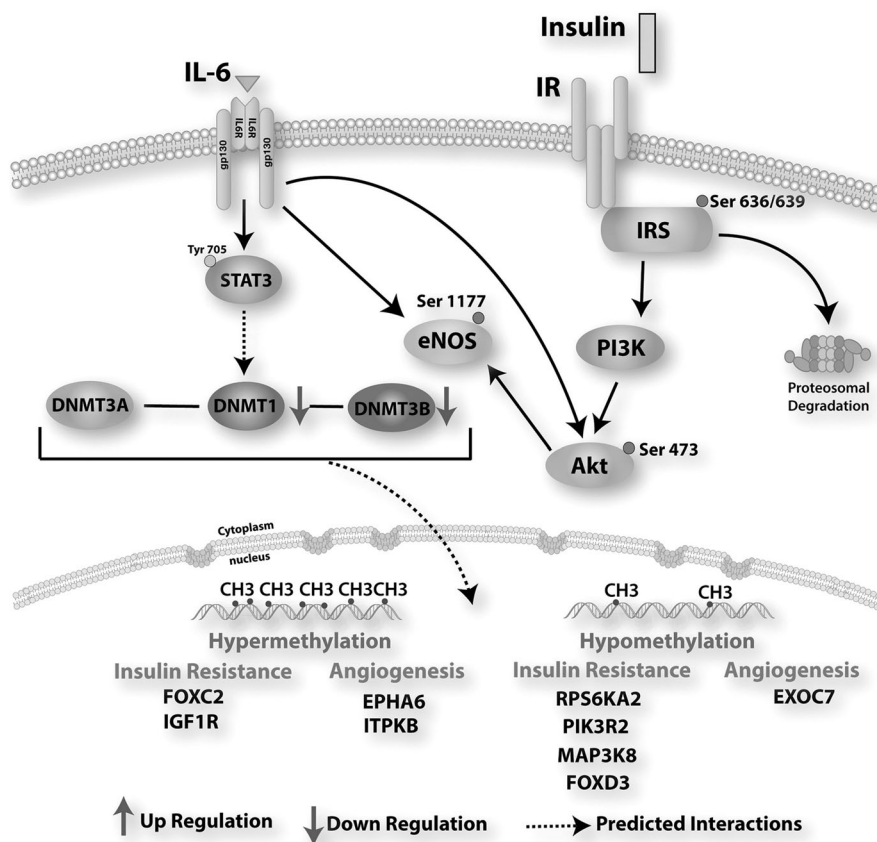 Insulin
IL-6
IR
IL6R
IL6R
gp130
gp130
Ser 636/639
IRS
Tyr 705
STAT3
Ser 1177
eNOS
PI3K
Proteosomal
Degradation
DNMT3A
DNMT1
DNMT3B
Ser 473
Akt
Cytoplasm
nucleus
CH3 CH3 CH3 CH3CH3
CH3 CH3
Hypermethylation
Hypomethylation
Insulin Resistance
Angiogenesis
Insulin Resistance
Angiogenesis
FOXC2
IGF1R
EPHA6
ITPKB
RPS6KA2
PIK3R2
MAP3K8
FOXD3
EXOC7
Up Regulation
Down Regulation
Predicted Interactions